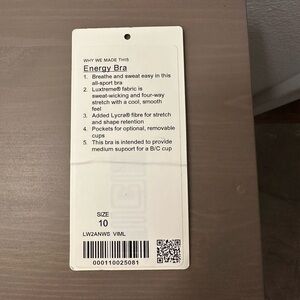 WHY WE MADE THIS
Energy Bra
1. Breathe and sweat easy in this
all-sport bra
2. Luxtreme® fabric is
sweat-wicking and four-way
stretch with a cool, smooth
feel
3. Added Lycra® fibre for stretch
and shape retention
4. Pockets for optional, removable
cups
5. This bra is intended to provide
medium support for a B/C cup
SIZE
10
LW2ANWS VIML
000110025081